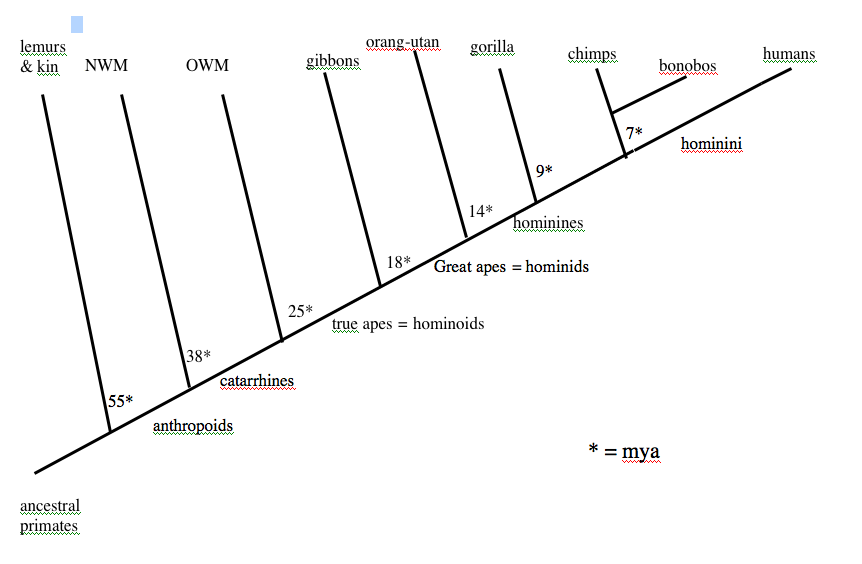 lemurs
& kin
NWM
OWM
gibbons
orang-utan
gorilla
chimps
bonobos
humans
7*
hominini
9*
14*
hominines
18*
Great apes = hominids
25*
true apes = hominoids
38*
catarrhines
55*
anthropoids
* = mya
ancestral
primates